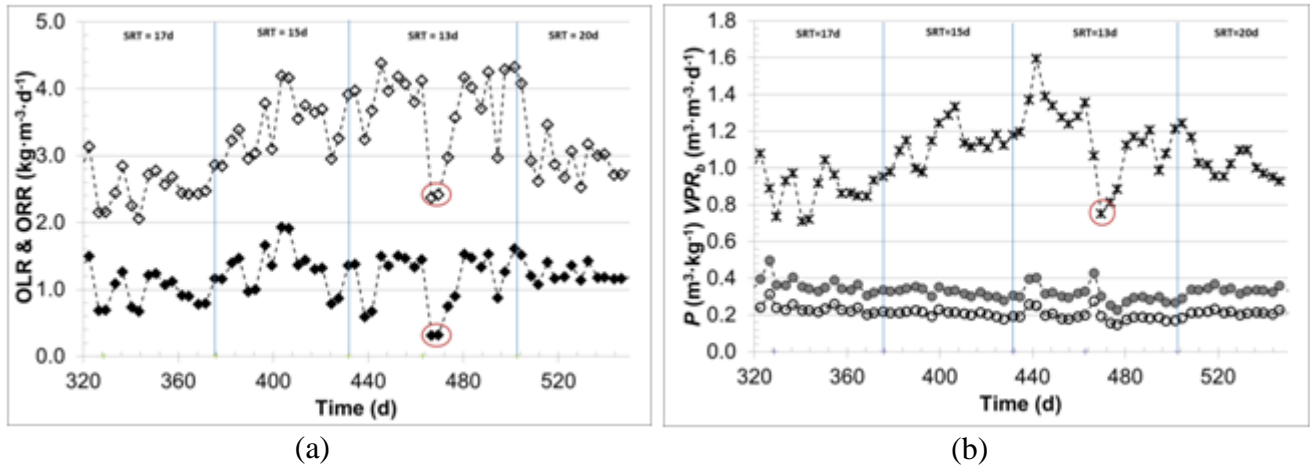 5.0
4.0
3.0
2.0
1.0
0.0
OLR & ORR (kg·m⁻³·d⁻¹)
SRT = 17d
SRT = 15d
SRT = 13d
SRT = 20d
320 360 400 440 480 520
Time (d)
(a)
1.8
1.6
1.4
1.2
1.0
0.8
0.6
0.4
0.2
0.0
P (m³·kg⁻¹) VPR_b (m³·m⁻³·d⁻¹)
SRT=17d
SRT=15d
SRT=13d
SRT=20d
320 360 400 440 480 520
Time (d)
(b)